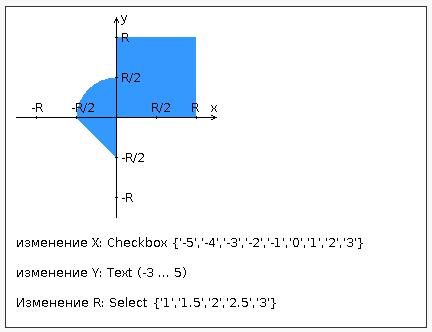 y
R
R/2
-R -R/2 R/2 R x
-R/2
-R
изменение X: Checkbox {'-5','-4','-3','-2','-1','0','1','2','3'}
изменение Y: Text (-3 ... 5)
Изменение R: Select {'1','1.5','2','2.5','3'}